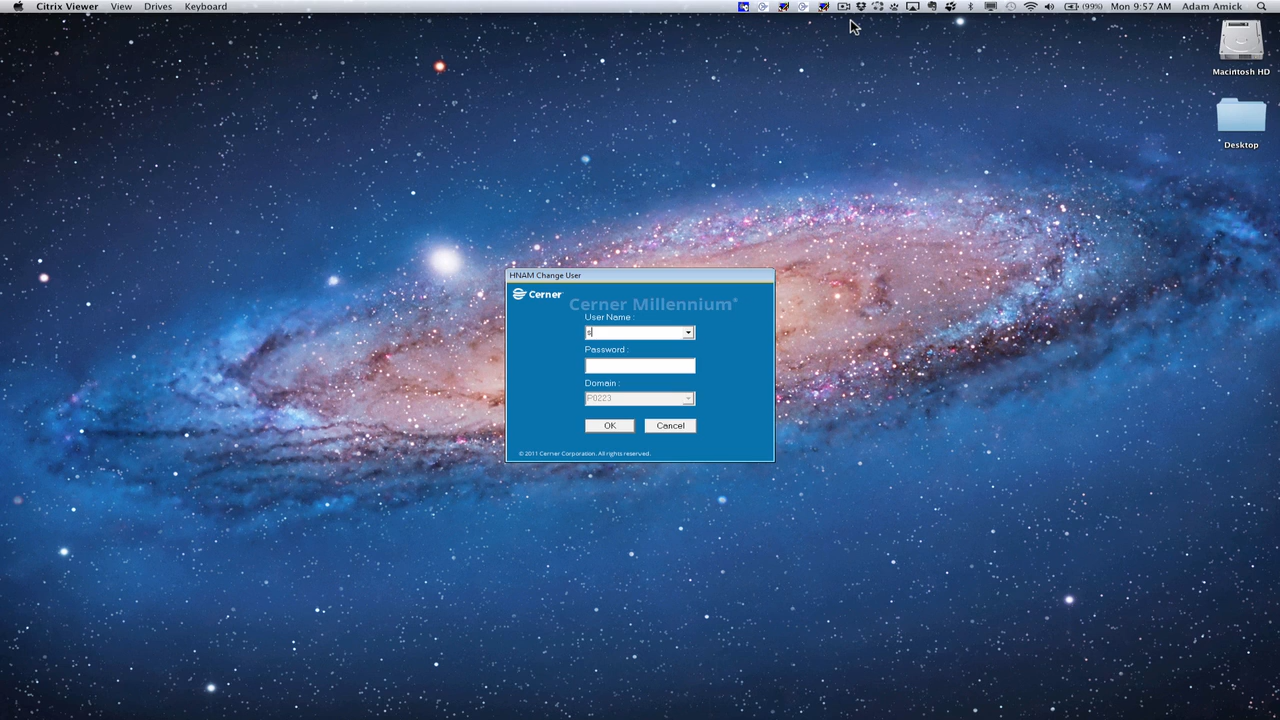 Citrix Viewer View Drives Keyboard (99%) Mon 9:57 AM Adam Amick
Macintosh HD
Desktop
HNAM Change User
Cerner
Cerner Millennium®
User Name :
s
Password :
Domain :
P0223
OK Cancel
© 2011 Cerner Corporation. All rights reserved.